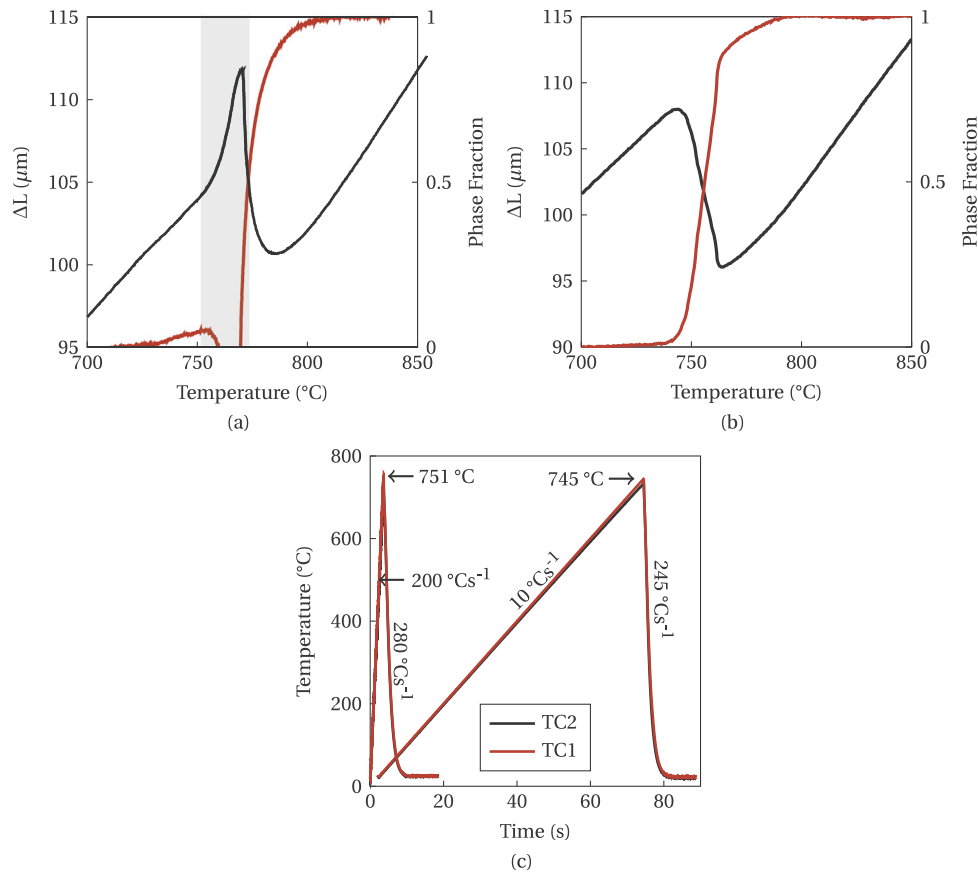 115
110
105
100
95
ΔL (μm)
1
0.5
0
Phase Fraction
700
750
800
850
Temperature (°C)
(a)
115
110
105
100
95
90
ΔL (μm)
1
0.5
0
Phase Fraction
700
750
800
850
Temperature (°C)
(b)
800
600
400
200
0
Temperature (°C)
751 °C
745 °C
200 °Cs-1
280 °Cs-1
10 °Cs-1
245 °Cs-1
TC2
TC1
0
20
40
60
80
Time (s)
(c)